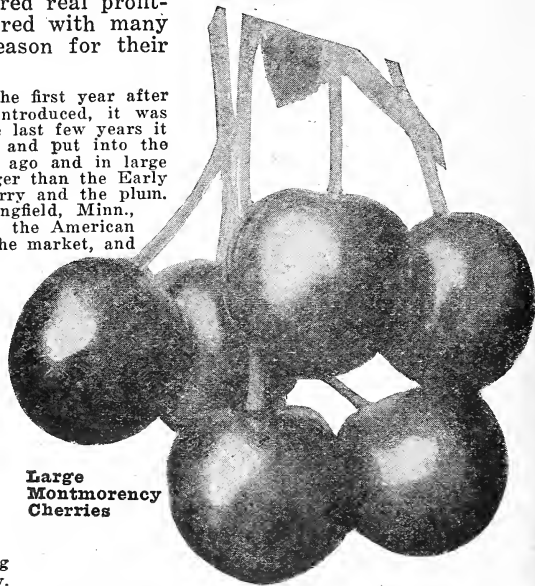 red real profit-
red with many
eason for their
he first year after
ntroduced, it was
e last few years it
and put into the
ago and in large
ger than the Early
rry and the plum.
ngfield, Minn.,
the American
he market, and
Large
Montmorency
Cherries
g
y.